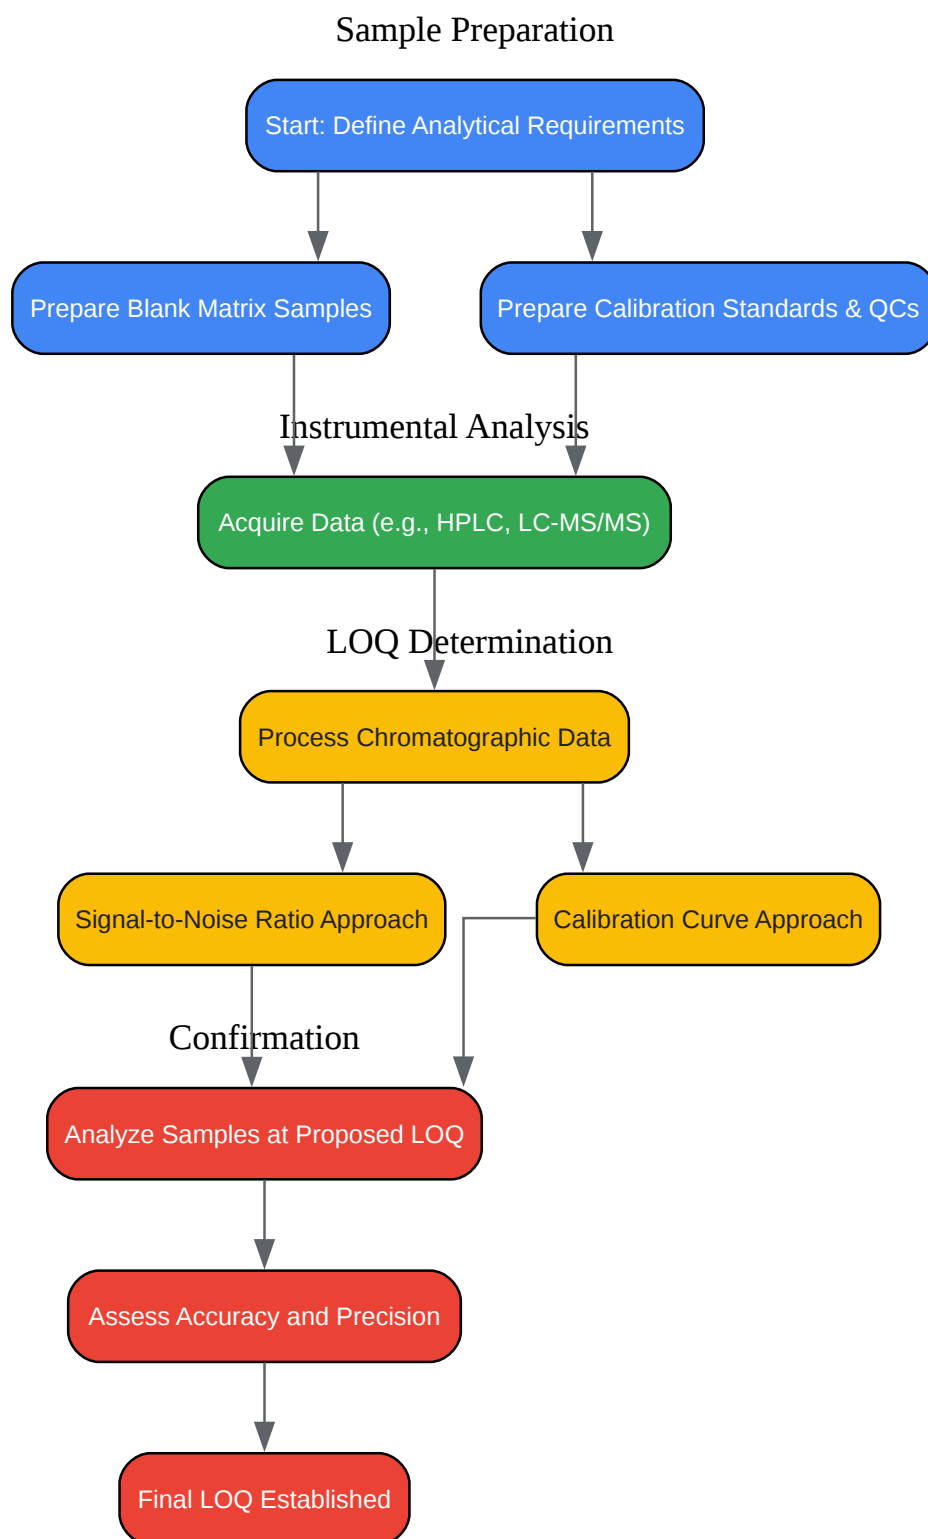 Sample Preparation
Start: Define Analytical Requirements
Prepare Blank Matrix Samples
Prepare Calibration Standards & QCs
Instrumental Analysis
Acquire Data (e.g., HPLC, LC-MS/MS)
LOQ Determination
Process Chromatographic Data
Signal-to-Noise Ratio Approach
Calibration Curve Approach
Confirmation
Analyze Samples at Proposed LOQ
Assess Accuracy and Precision
Final LOQ Established